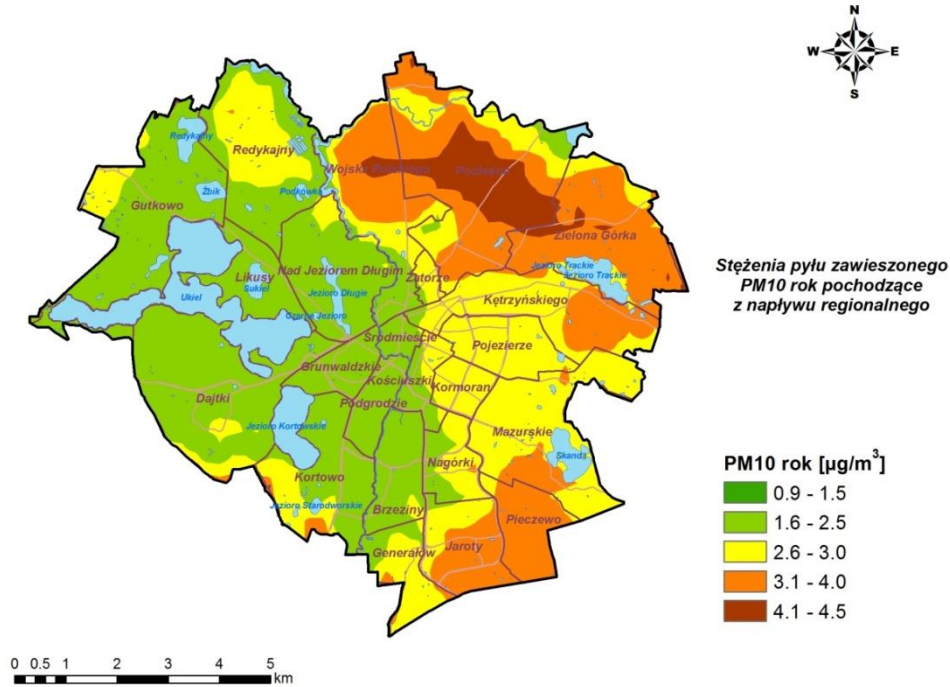 N
W E
S
Redykajny
Redykajny
Wojska Polskiego
Podleśna
Żbik
Podkówka
Gutkowo
Zielona Górka
Likusy
Sukiel
Nad Jeziorem Długim
Zatorze
Jezioro Trackie
Jezioro Trackie
Ukiel
Jezioro Długie
Kętrzyńskiego
Czarne Jezioro
Śródmieście
Pojezierze
Grunwaldzkie
Kościuszki
Kormoran
Dajtki
Podgrodzie
Jezioro Kortowskie
Mazurskie
Skanda
Kortowo
Nagórki
Jezioro Starodworskie
Brzeziny
Pieczewo
Generałów
Jaroty
Stężenia pyłu zawieszonego
PM10 rok pochodzące
z napływu regionalnego
PM10 rok [µg/m³]
0.9 - 1.5
1.6 - 2.5
2.6 - 3.0
3.1 - 4.0
4.1 - 4.5
0 0.5 1 2 3 4 5
km